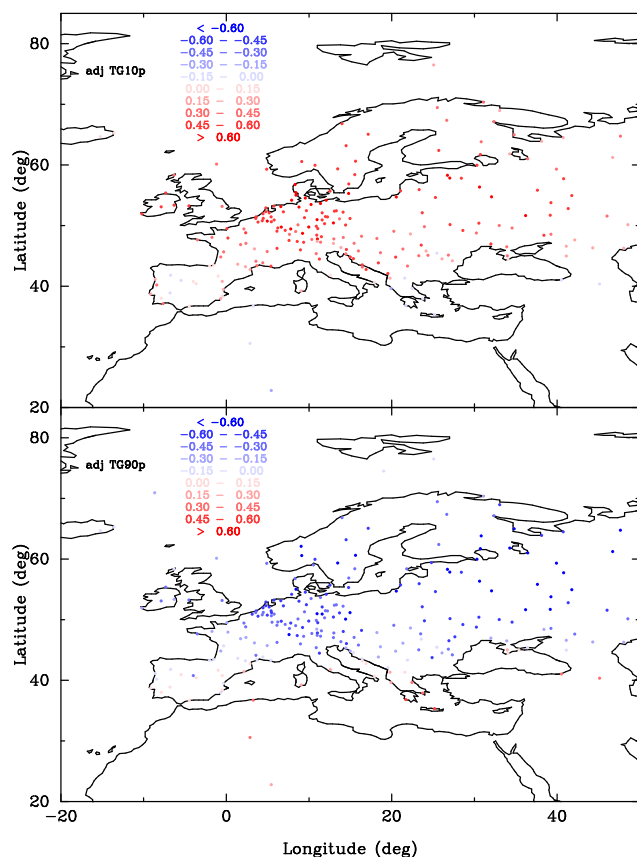 80
60
40
20
Latitude (deg)
adj TG10p
< -0.60
-0.60 - -0.45
-0.45 - -0.30
-0.30 - -0.15
-0.15 - 0.00
0.00 - 0.15
0.15 - 0.30
0.30 - 0.45
0.45 - 0.60
> 0.60
80
60
40
20
Latitude (deg)
adj TG90p
< -0.60
-0.60 - -0.45
-0.45 - -0.30
-0.30 - -0.15
-0.15 - 0.00
0.00 - 0.15
0.15 - 0.30
0.30 - 0.45
0.45 - 0.60
> 0.60
-20 0 20 40
Longitude (deg)